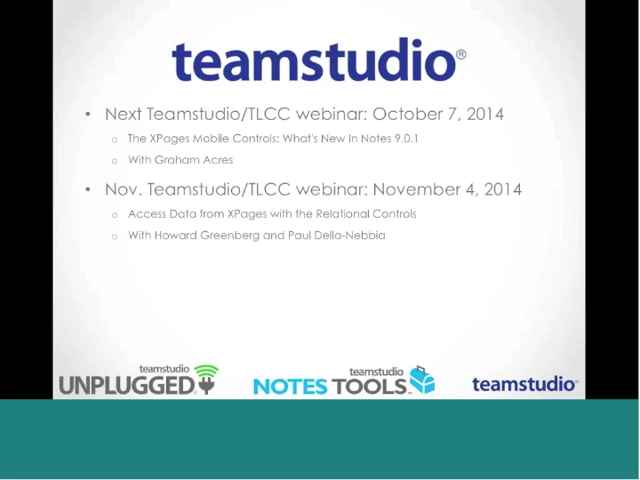 teamstudio®
• Next Teamstudio/TLCC webinar: October 7, 2014
o The XPages Mobile Controls: What's New In Notes 9.0.1
o With Graham Acres
• Nov. Teamstudio/TLCC webinar: November 4, 2014
o Access Data from XPages with the Relational Controls
o With Howard Greenberg and Paul Della-Nebbia
teamstudio
UNPLUGGED
teamstudio
NOTES TOOLS
teamstudio®